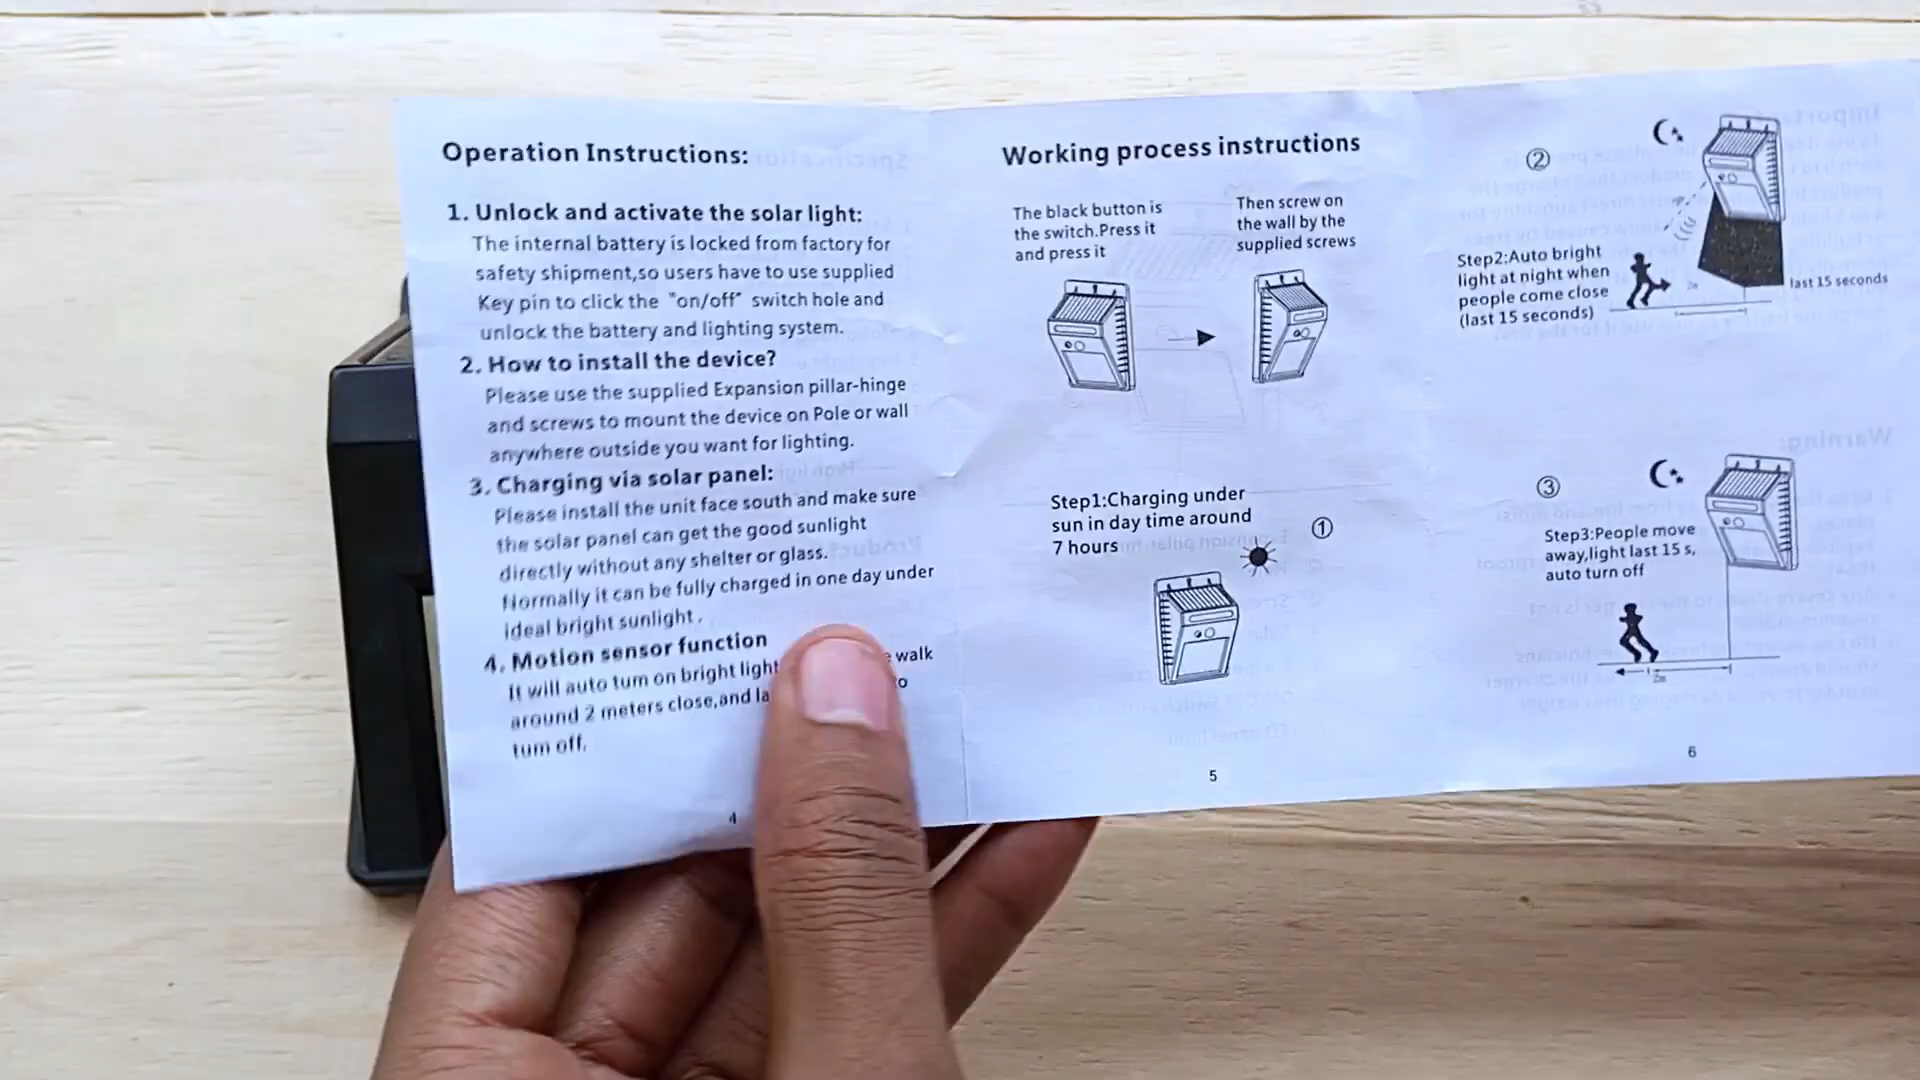 Operation Instructions:
1. Unlock and activate the solar light:
The internal battery is locked from factory for
safety shipment,so users have to use supplied
Key pin to click the "on/off" switch hole and
unlock the battery and lighting system.
2. How to install the device?
Please use the supplied Expansion pillar-hinge
and screws to mount the device on Pole or wall
anywhere outside you want for lighting.
3. Charging via solar panel:
Please install the unit face south and make sure
the solar panel can get the good sunlight
directly without any shelter or glass.
Normally it can be fully charged in one day under
ideal bright sunlight.
4. Motion sensor function
It will auto turn on bright light walk
around 2 meters close,and
turn off.
4
Working process instructions
The black button is
the switch.Press it
and press it
Then screw on
the wall by the
supplied screws
Step1:Charging under
sun in day time around
7 hours
①
5
②
Step2:Auto bright
light at night when
people come close
(last 15 seconds)
last 15 seconds
③
Step3:People move
away,light last 15 s,
auto turn off
6